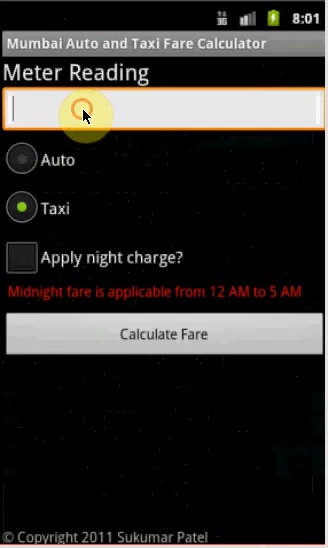 3G 8:01
Mumbai Auto and Taxi Fare Calculator
Meter Reading
Auto
Taxi
Apply night charge?
Midnight fare is applicable from 12 AM to 5 AM
Calculate Fare
© Copyright 2011 Sukumar Patel